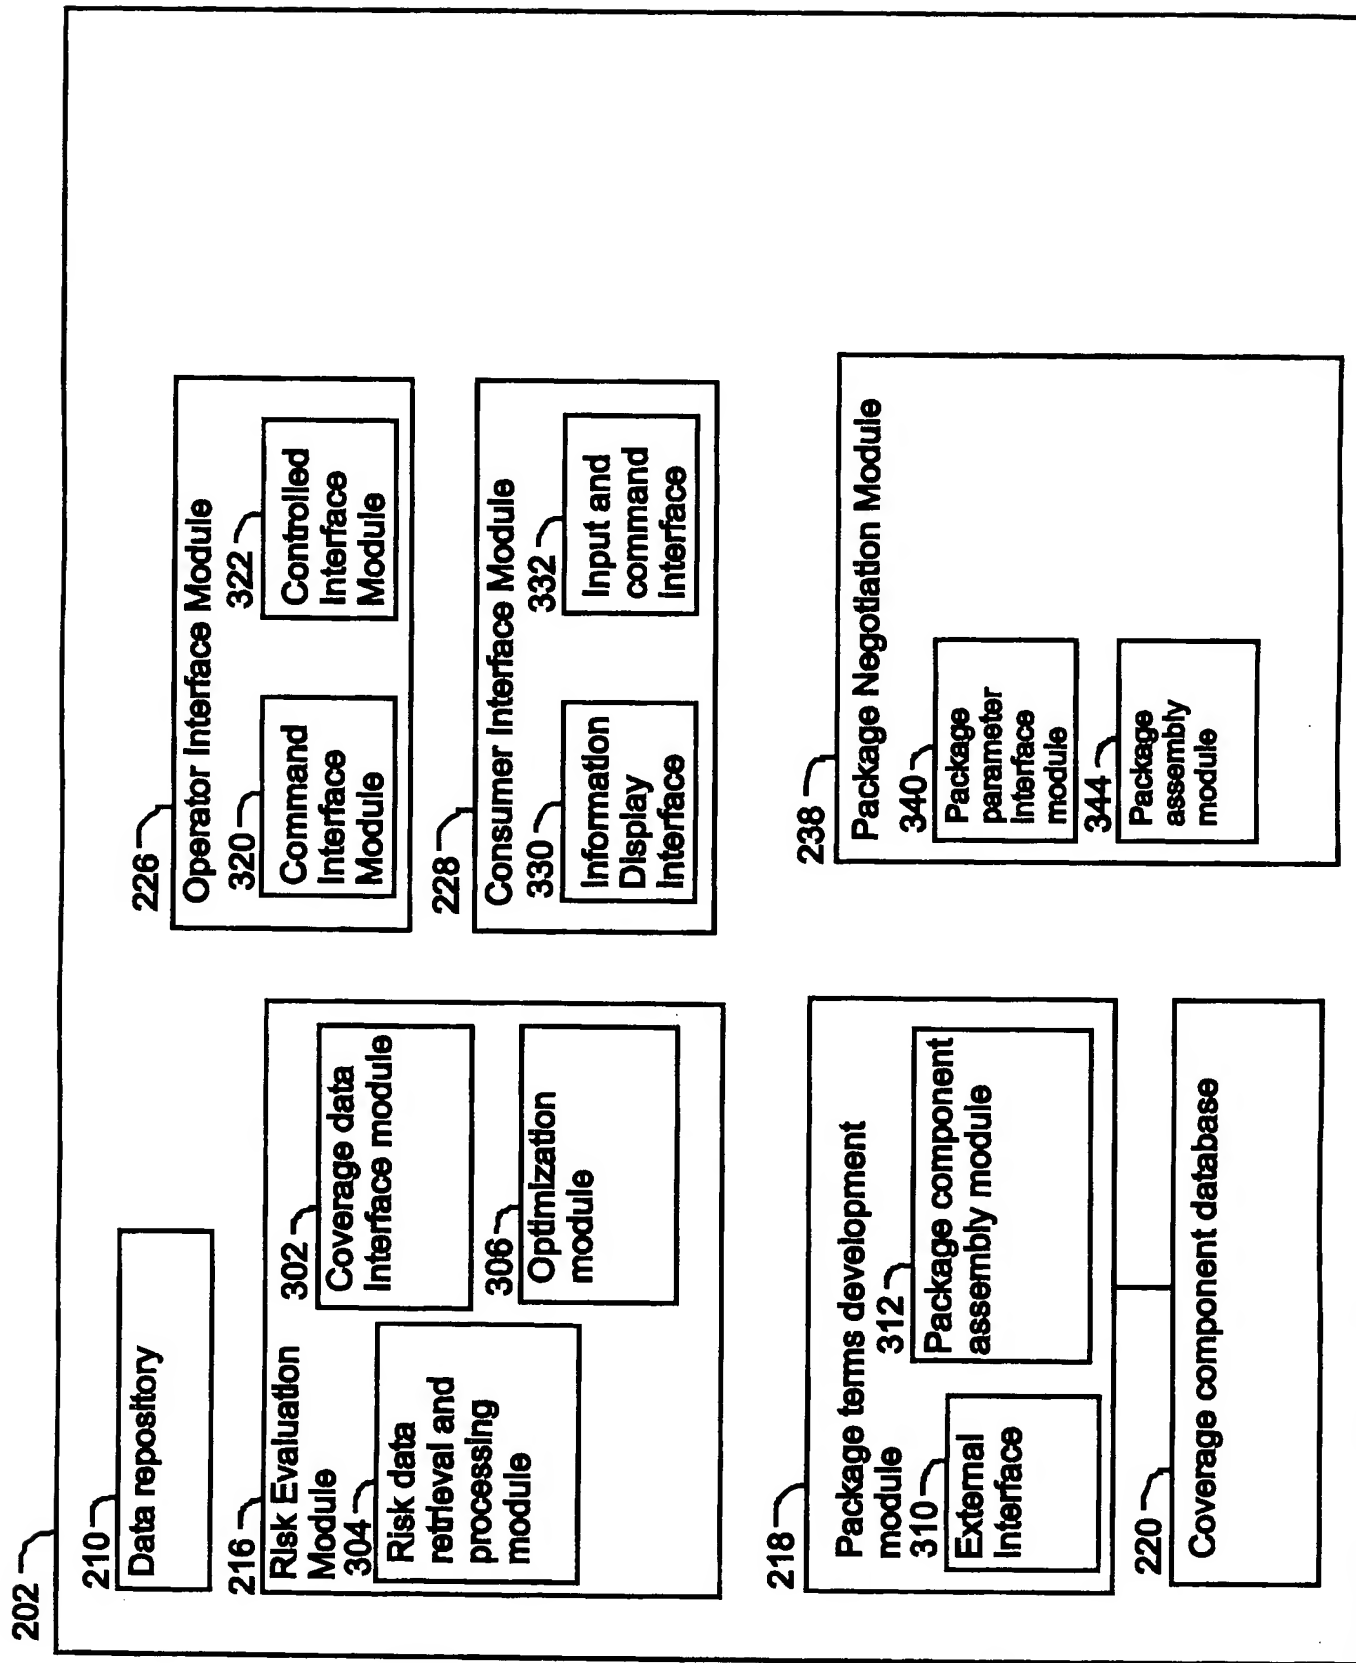 202
210
Data repository
216
Risk Evaluation
Module
304
Risk data
retrieval and
processing
module
302
Coverage data
Interface module
306
Optimization
module
218
Package terms development
module
310
External
Interface
312
Package component
assembly module
220
Coverage component database
226
Operator Interface Module
320
Command
Interface
Module
322
Controlled
Interface
Module
228
Consumer Interface Module
330
Information
Display
Interface
332
Input and
command
Interface
238
Package Negotiation Module
340
Package
parameter
Interface
module
344
Package
assembly
module